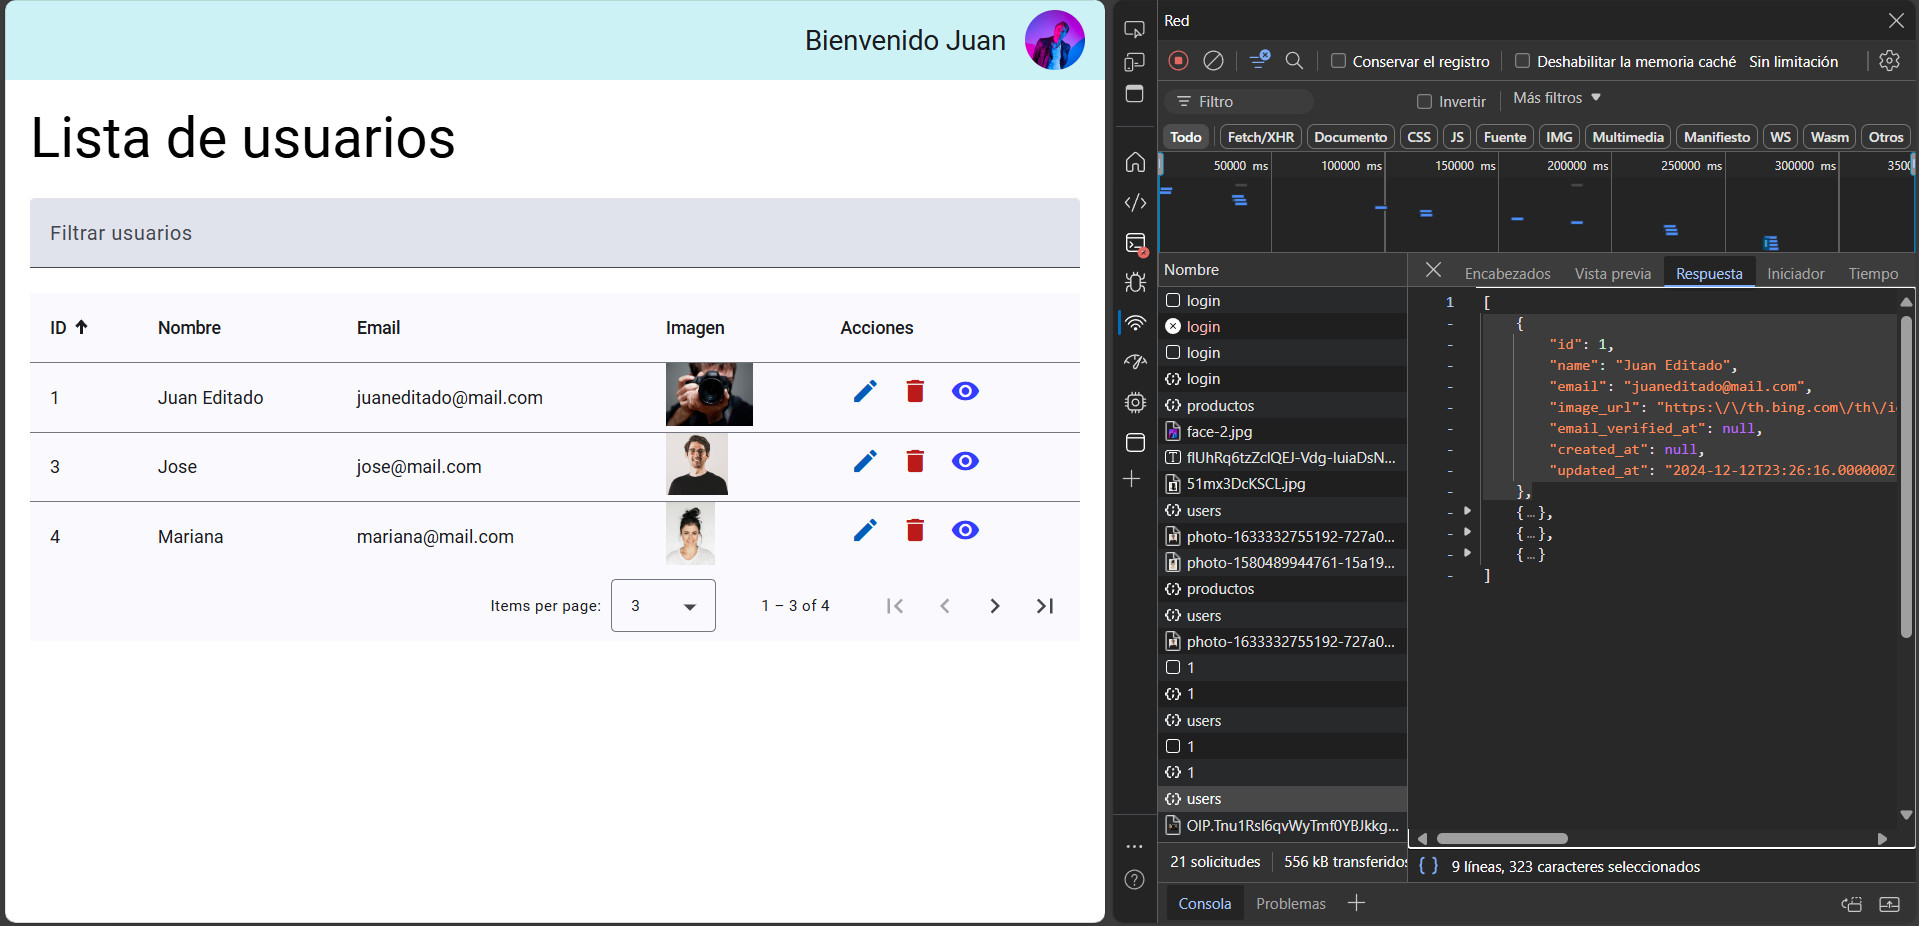 Bienvenido Juan
Lista de usuarios
Filtrar usuarios
ID Nombre Email Imagen Acciones
1 Juan Editado juaneditado@mail.com
3 Jose jose@mail.com
4 Mariana mariana@mail.com
Items per page: 3 1 – 3 of 4
Red
Conservar el registro Deshabilitar la memoria caché Sin limitación
Filtro Invertir Más filtros
Todo Fetch/XHR Documento CSS JS Fuente IMG Multimedia Manifiesto WS Wasm Otros
50000 ms 100000 ms 150000 ms 200000 ms 250000 ms 300000 ms 3500
Nombre
login
login
login
login
productos
face-2.jpg
flUhRq6tzZclQEJ-Vdg-IuiaDsN...
51mx3DcKSCL.jpg
users
photo-1633332755192-727a0...
photo-1580489944761-15a19...
productos
users
photo-1633332755192-727a0...
1
1
users
1
1
users
OIP.Tnu1Rsl6qvWyTmf0YBJkkg...
21 solicitudes 556 kB transferidos
Encabezados Vista previa Respuesta Iniciador Tiempo
1 [
- {
- "id": 1,
- "name": "Juan Editado",
- "email": "juaneditado@mail.com",
- "image_url": "https:\/\/th.bing.com\/th\/i
- "email_verified_at": null,
- "created_at": null,
- "updated_at": "2024-12-12T23:26:16.000000Z
- },
- {…},
- {…},
- {…}
- ]
{ } 9 líneas, 323 caracteres seleccionados
Consola Problemas